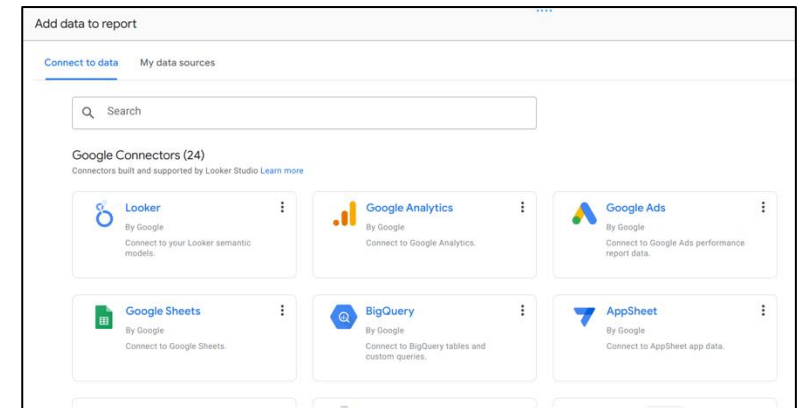 Add data to report
Connect to data My data sources
Search
Google Connectors (24)
Connectors built and supported by Looker Studio Learn more
Looker
By Google
Connect to your Looker semantic
models.
Google Analytics
By Google
Connect to Google Analytics.
Google Ads
By Google
Connect to Google Ads performance
report data.
Google Sheets
By Google
Connect to Google Sheets.
BigQuery
By Google
Connect to BigQuery tables and
custom queries.
AppSheet
By Google
Connect to AppSheet app data.